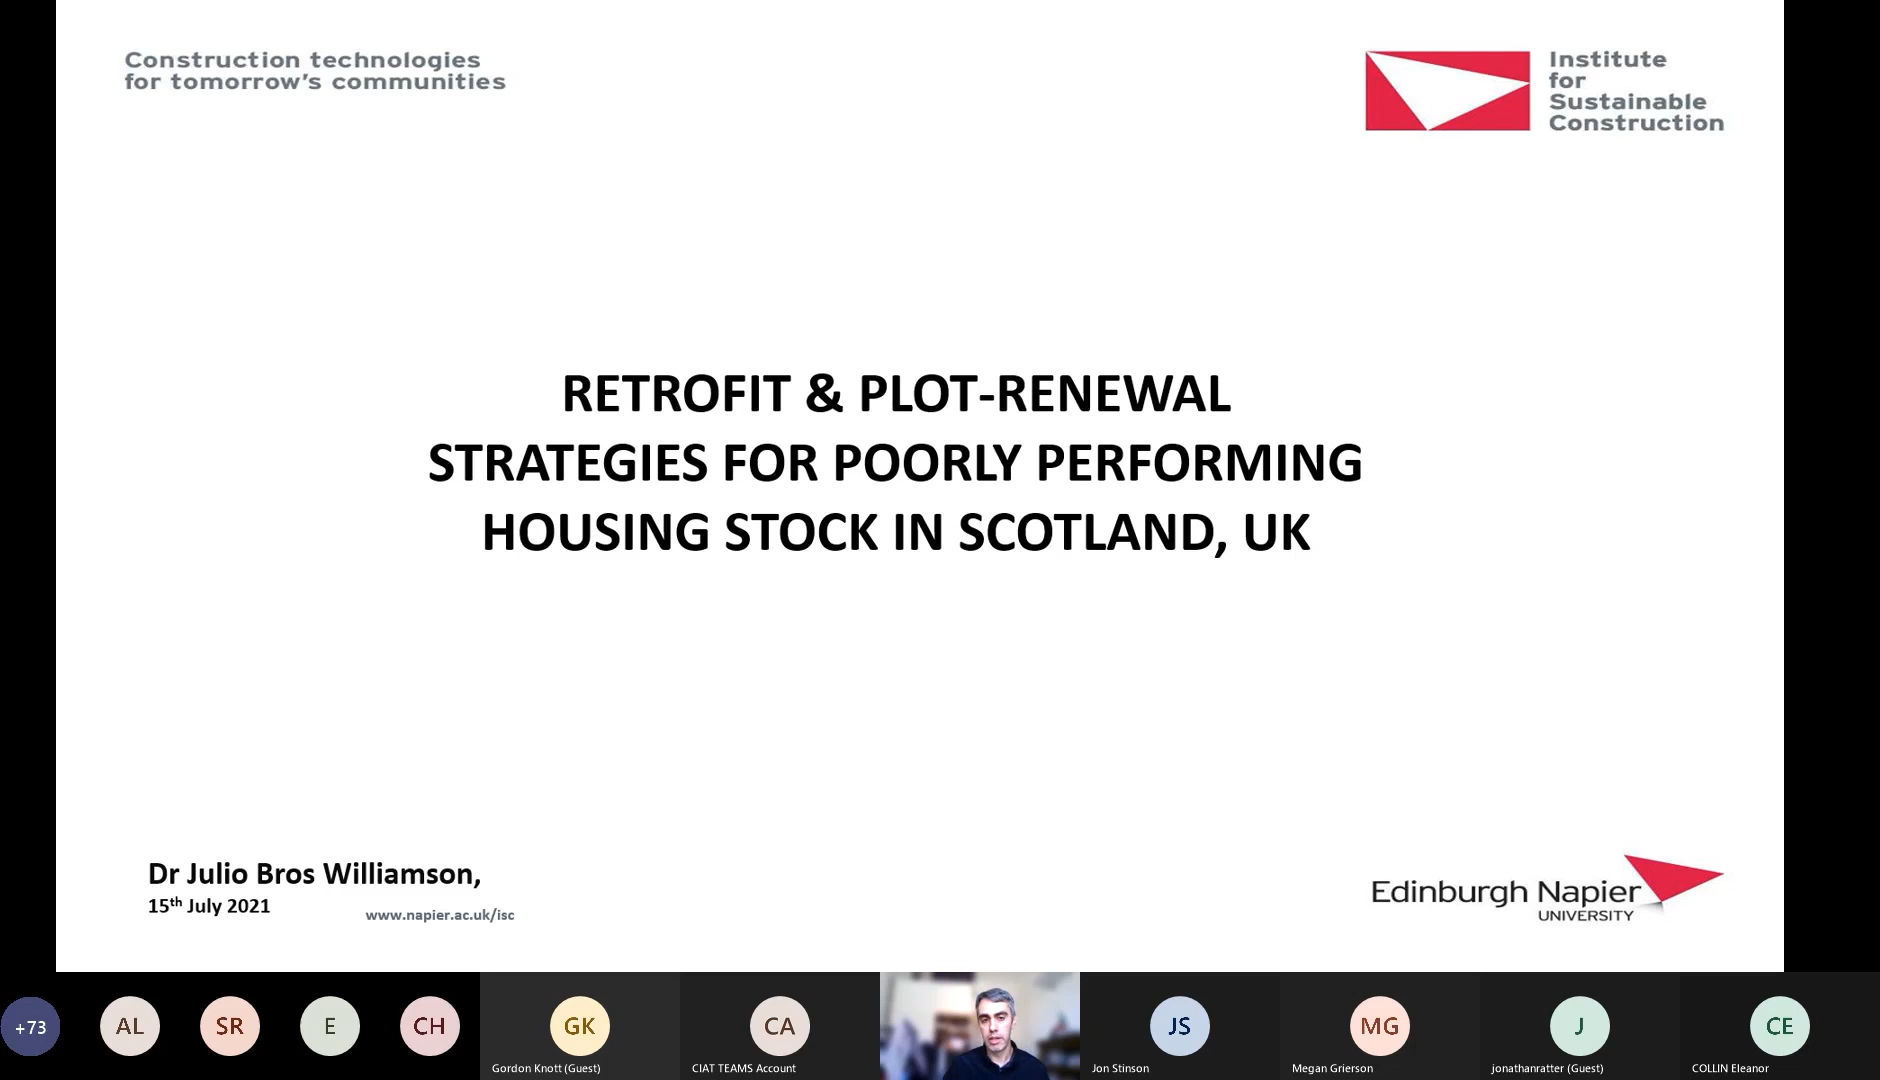 Construction technologies
for tomorrow's communities
Institute
for
Sustainable
Construction
RETROFIT & PLOT-RENEWAL
STRATEGIES FOR POORLY PERFORMING
HOUSING STOCK IN SCOTLAND, UK
Dr Julio Bros Williamson,
15th July 2021
www.napier.ac.uk/isc
Edinburgh Napier
UNIVERSITY
+73
AL
SR
E
CH
GK
CA
JS
MG
J
CE
Gordon Knott (Guest)
CIAT TEAMS Account
Jon Stinson
Megan Grierson
jonathanratter (Guest)
COLLIN Eleanor